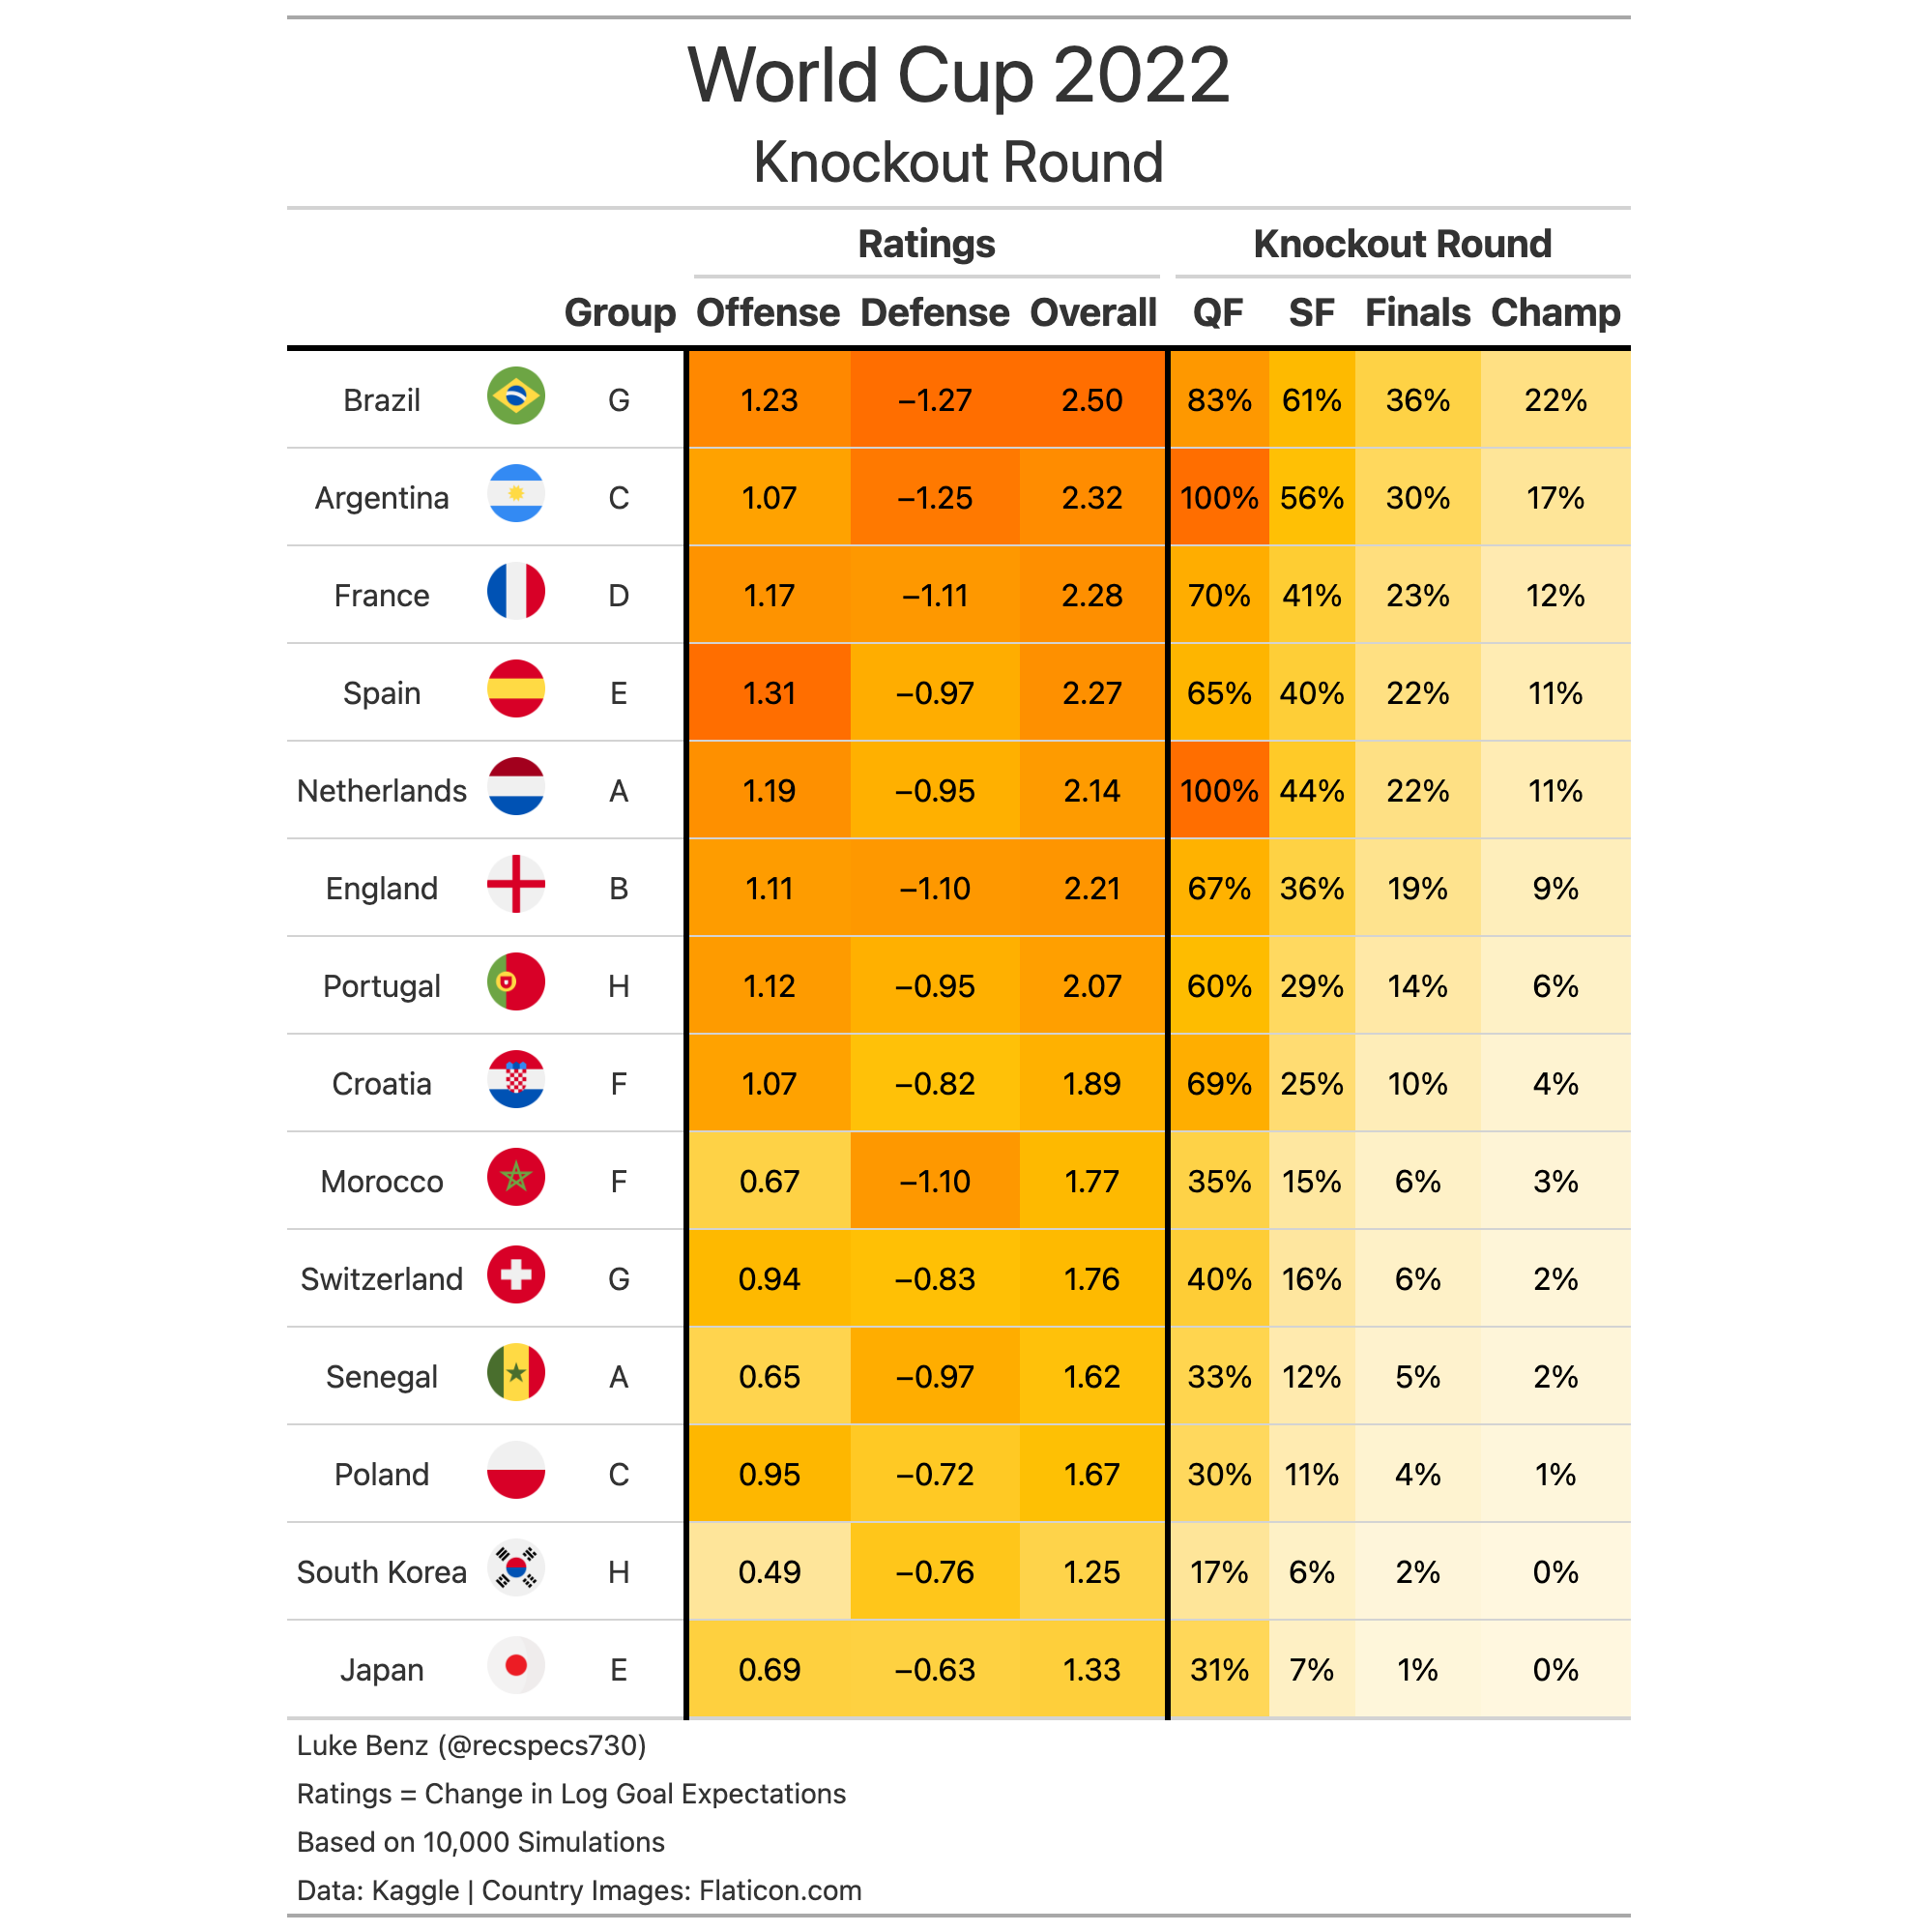 World Cup 2022
Knockout Round
Ratings Knockout Round
Group Offense Defense Overall QF SF Finals Champ
Brazil G 1.23 −1.27 2.50 83% 61% 36% 22%
Argentina C 1.07 −1.25 2.32 100% 56% 30% 17%
France D 1.17 −1.11 2.28 70% 41% 23% 12%
Spain E 1.31 −0.97 2.27 65% 40% 22% 11%
Netherlands A 1.19 −0.95 2.14 100% 44% 22% 11%
England B 1.11 −1.10 2.21 67% 36% 19% 9%
Portugal H 1.12 −0.95 2.07 60% 29% 14% 6%
Croatia F 1.07 −0.82 1.89 69% 25% 10% 4%
Morocco F 0.67 −1.10 1.77 35% 15% 6% 3%
Switzerland G 0.94 −0.83 1.76 40% 16% 6% 2%
Senegal A 0.65 −0.97 1.62 33% 12% 5% 2%
Poland C 0.95 −0.72 1.67 30% 11% 4% 1%
South Korea H 0.49 −0.76 1.25 17% 6% 2% 0%
Japan E 0.69 −0.63 1.33 31% 7% 1% 0%
Luke Benz (@recspecs730)
Ratings = Change in Log Goal Expectations
Based on 10,000 Simulations
Data: Kaggle | Country Images: Flaticon.com